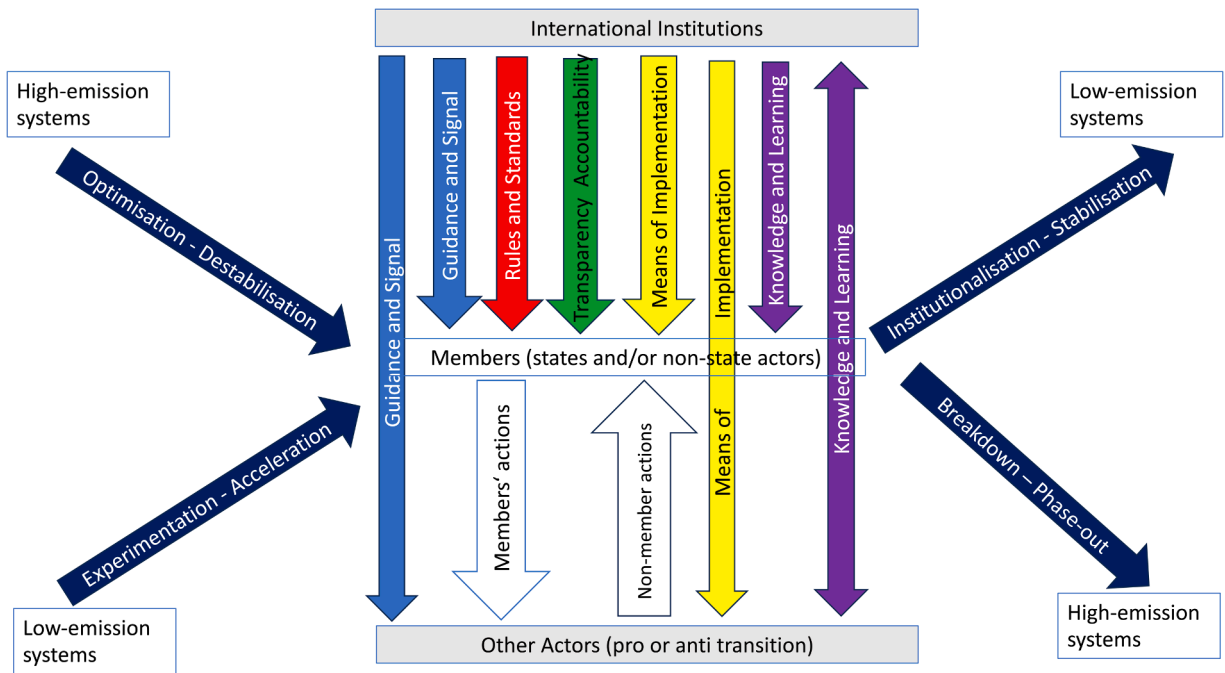 International Institutions
High-emission
systems
Low-emission
systems
Optimisation - Destabilisation
Experimentation - Acceleration
Low-emission
systems
Guidance and Signal
Guidance and Signal
Rules and Standards
Transparency Accountability
Means of Implementation
Means of Implementation
Knowledge and Learning
Knowledge and Learning
Members (states and/or non-state actors)
Members‘ actions
Non-member actions
Institutionalisation - Stabilisation
Breakdown – Phase-out
High-emission
systems
Other Actors (pro or anti transition)